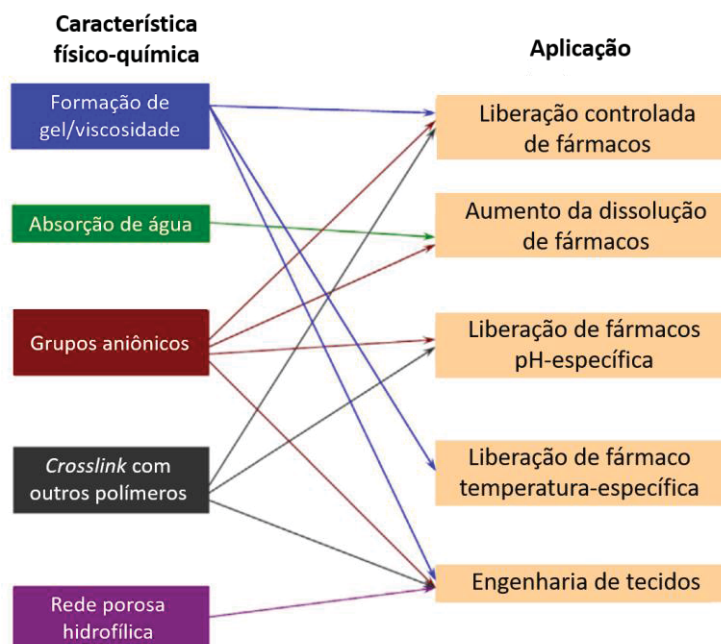 Característica
físico-química
Aplicação
Formação de
gel/viscosidade
Absorção de água
Grupos aniônicos
Crosslink com
outros polímeros
Rede porosa
hidrofílica
Liberação controlada
de fármacos
Aumento da dissolução
de fármacos
Liberação de fármacos
pH-específica
Liberação de fármaco
temperatura-específica
Engenharia de tecidos